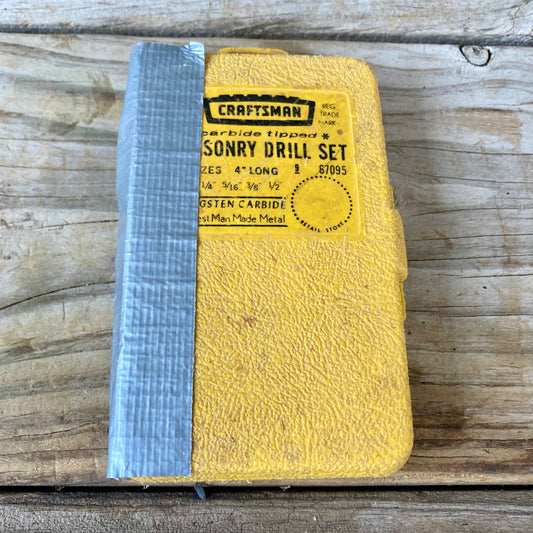 CRAFTSMAN
REG.
TRADE
MARK
carbide tipped *
SONRY DRILL SET
ZES 4" LONG 9 67095
1/4" 5/16" 3/8" 1/2"
GSTEN CARBIDE
est Man Made Metal
RETAIL STORE